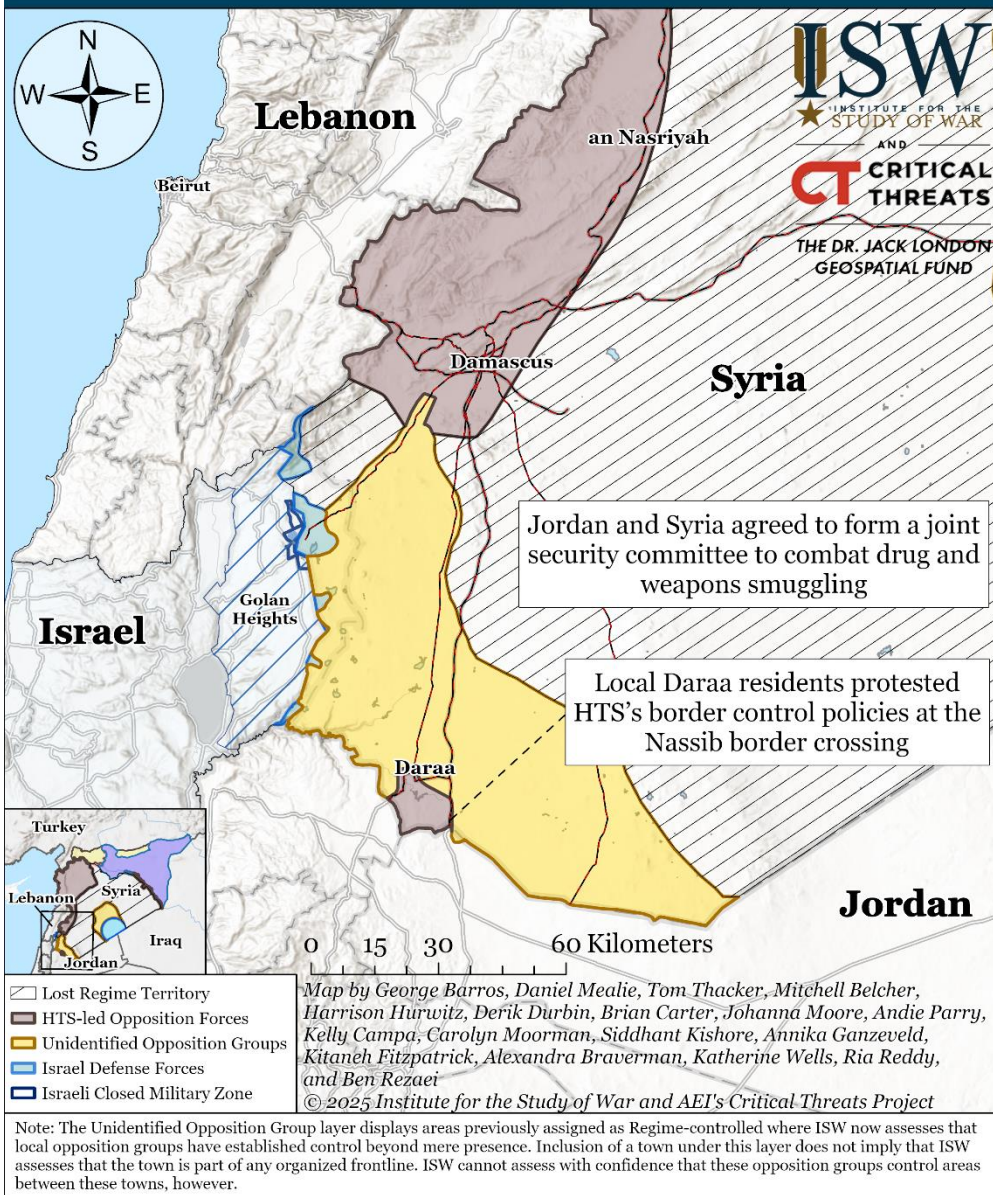 N
W E
S
Lebanon
Beirut
an Nasriyah
ISW
INSTITUTE FOR THE
STUDY OF WAR
AND
CT CRITICAL
THREATS
THE DR. JACK LONDON
GEOSPATIAL FUND
Damascus
Syria
Jordan and Syria agreed to form a joint
security committee to combat drug and
weapons smuggling
Golan
Heights
Israel
Local Daraa residents protested
HTS's border control policies at the
Nassib border crossing
Daraa
Jordan
Turkey
Lebanon
Syria
Iraq
Jordan
0 15 30 60 Kilometers
Lost Regime Territory
HTS-led Opposition Forces
Unidentified Opposition Groups
Israel Defense Forces
Israeli Closed Military Zone
Map by George Barros, Daniel Mealie, Tom Thacker, Mitchell Belcher,
Harrison Hurwitz, Derik Durbin, Brian Carter, Johanna Moore, Andie Parry,
Kelly Campa, Carolyn Moorman, Siddhant Kishore, Annika Ganzeveld,
Kitaneh Fitzpatrick, Alexandra Braverman, Katherine Wells, Ria Reddy,
and Ben Rezaei
© 2025 Institute for the Study of War and AEI's Critical Threats Project
Note: The Unidentified Opposition Group layer displays areas previously assigned as Regime-controlled where ISW now assesses that
local opposition groups have established control beyond mere presence. Inclusion of a town under this layer does not imply that ISW
assesses that the town is part of any organized frontline. ISW cannot assess with confidence that these opposition groups control areas
between these towns, however.